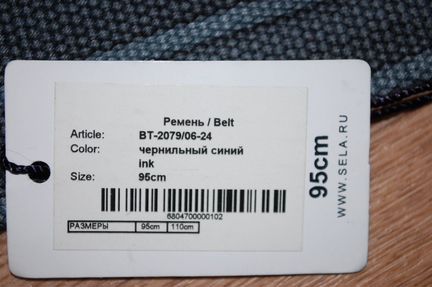 Ремень / Belt
Article: BT-2079/06-24
Color: чернильный синий
ink
Size: 95cm
6804700000102
РАЗМЕРЫ 95cm 110cm
95cm
WWW.SELA.RU